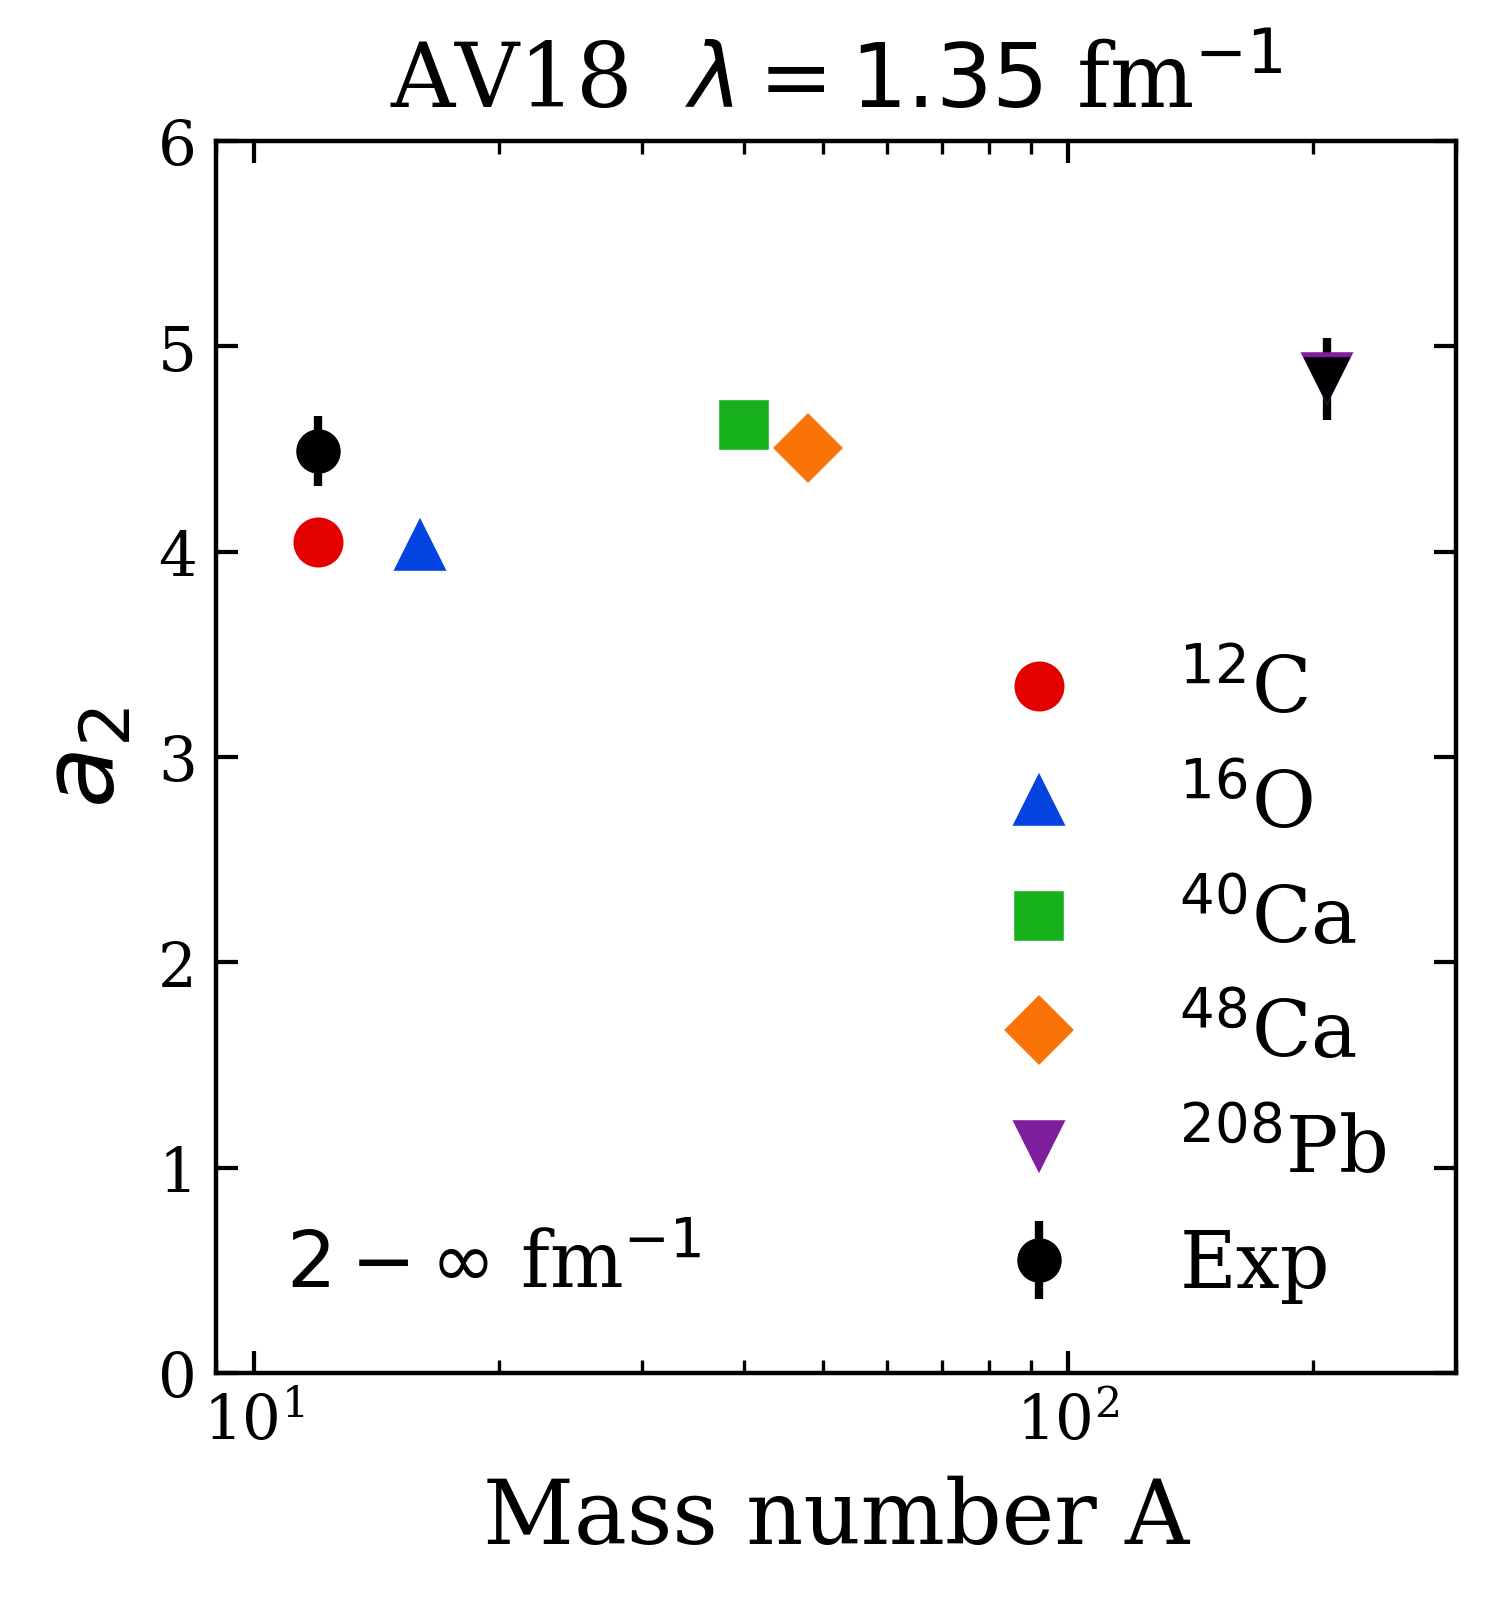 AV18 λ = 1.35 fm⁻¹
6
5
4
3
2
1
0
a₂
¹²C
¹⁶O
⁴⁰Ca
⁴⁸Ca
²⁰⁸Pb
Exp
2 − ∞ fm⁻¹
10¹ 10²
Mass number A